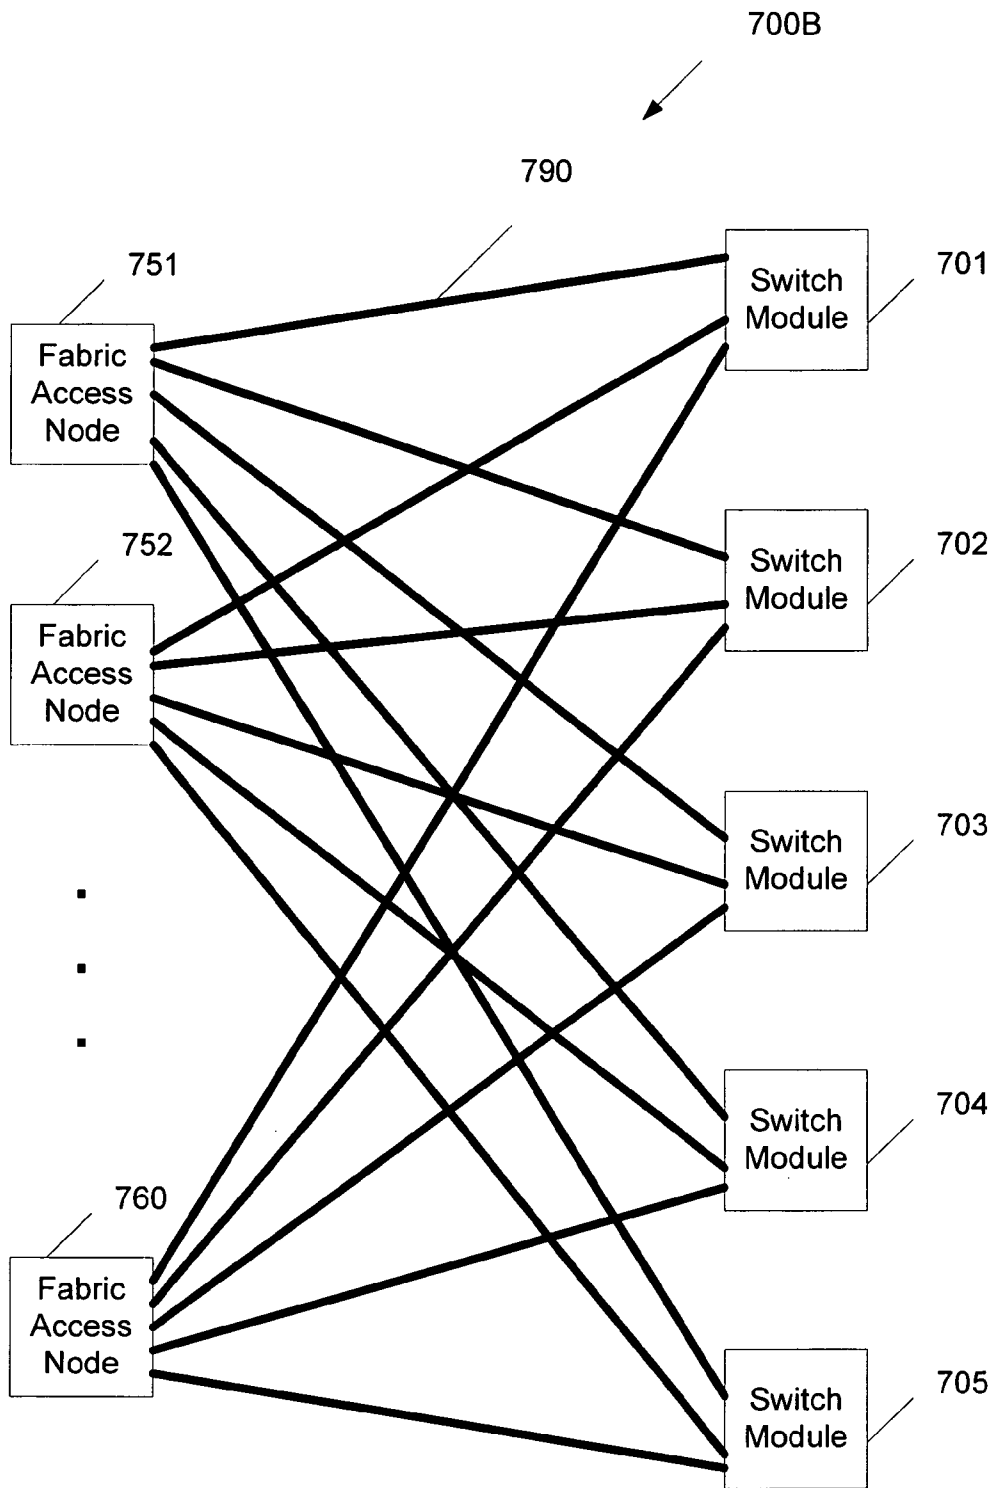 700B
790
751
701
Switch
Module
Fabric
Access
Node
752
702
Switch
Module
Fabric
Access
Node
703
Switch
Module
704
Switch
Module
760
Fabric
Access
Node
705
Switch
Module